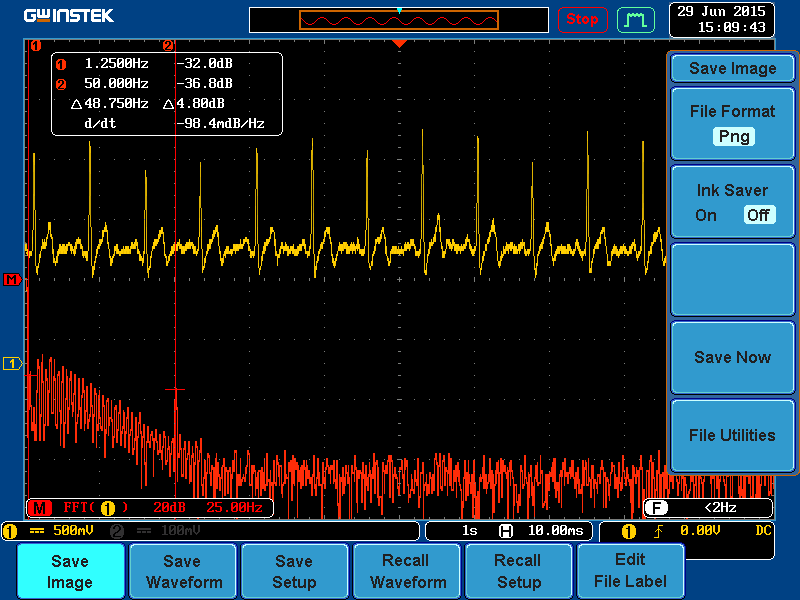 GWINSTEK
Stop
29 Jun 2015
15:09:43
1
2
1 1.2500Hz -32.0dB
2 50.000Hz -36.8dB
△48.750Hz △4.80dB
d/dt -98.4mdB/Hz
Save Image
File Format
Png
Ink Saver
On Off
M
1
Save Now
File Utilities
M FFT( 1 ) 20dB 25.00Hz
F <2Hz
1 500mV 2 100mV
1s H 10.00ms
1 0.00V DC
Save
Image
Save
Waveform
Save
Setup
Recall
Waveform
Recall
Setup
Edit
File Label